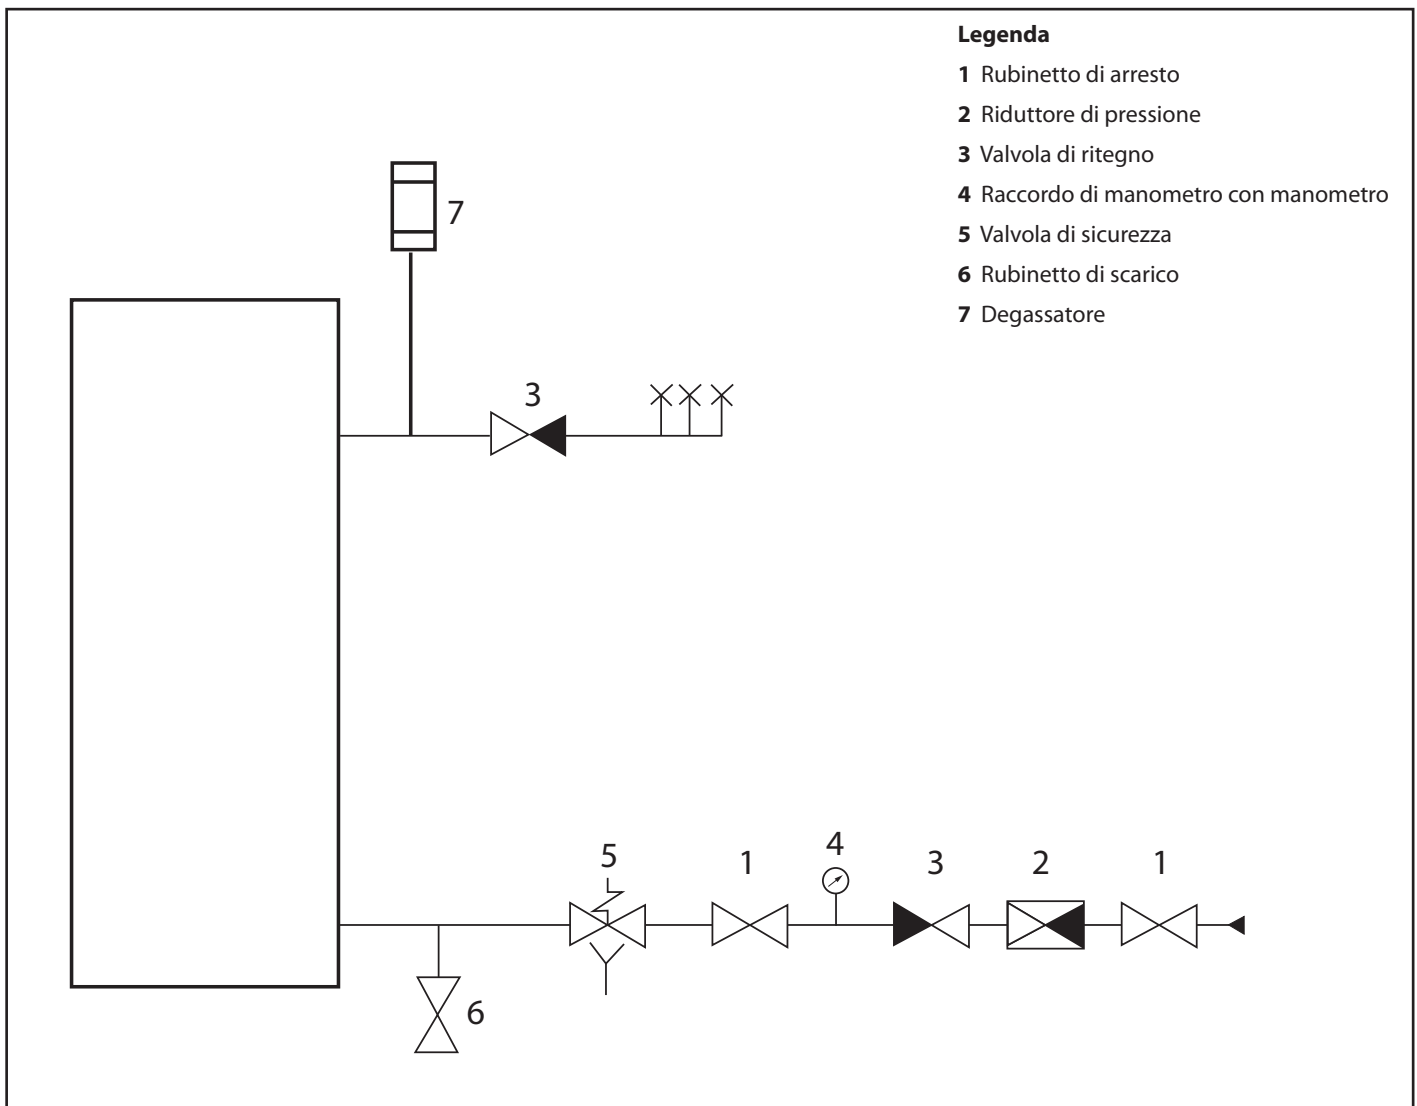 Legenda
1 Rubinetto di arresto
2 Riduttore di pressione
3 Valvola di ritegno
4 Raccordo di manometro con manometro
5 Valvola di sicurezza
6 Rubinetto di scarico
7 Degassatore
7
3
5
1
4
3
2
1
6